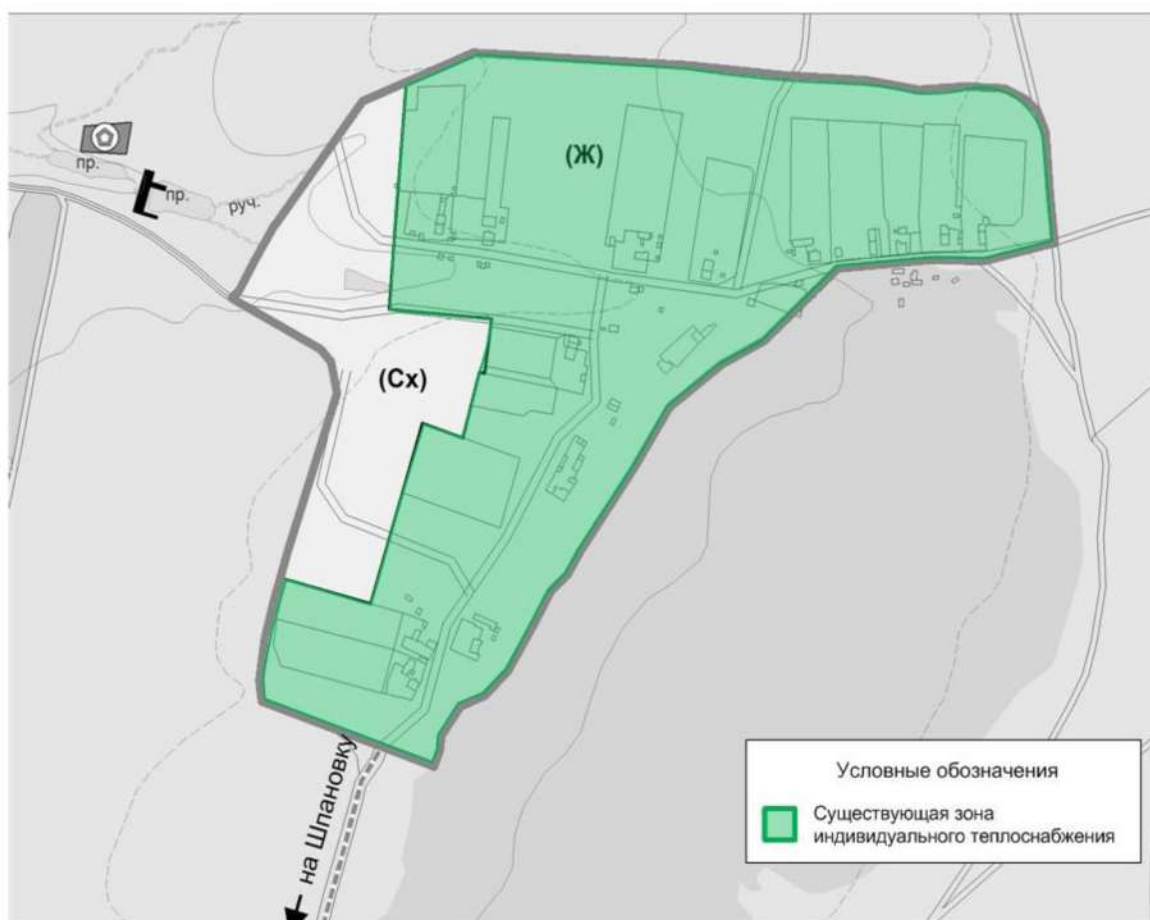 (Ж)
пр.
пр.
руч.
(Сх)
на Шпановку
Условные обозначения
Существующая зона
индивидуального теплоснабжения